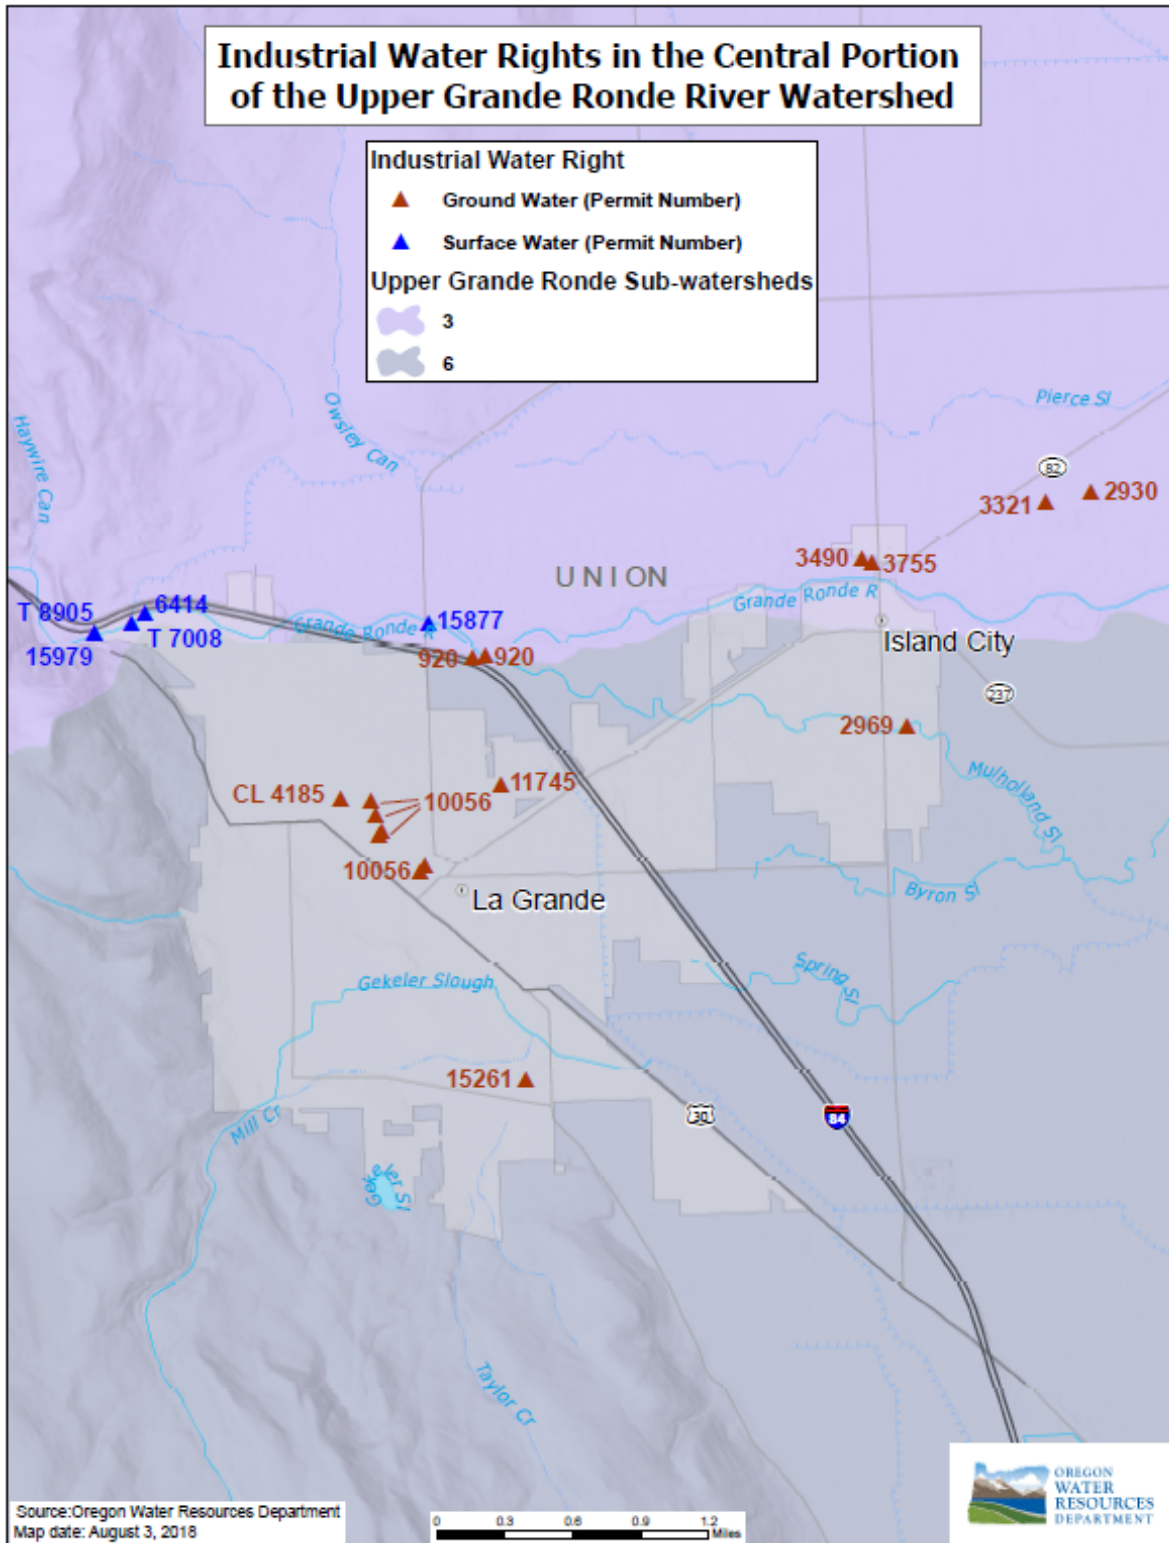 Industrial Water Rights in the Central Portion
of the Upper Grande Ronde River Watershed
Industrial Water Right
Ground Water (Permit Number)
Surface Water (Permit Number)
Upper Grande Ronde Sub-watersheds
3
6
Haywire Can
Owsley Can
Pierce Sl
82
3321
2930
3490
3755
UNION
Grande Ronde R
T 8905
6414
T 7008
15979
Grande Ronde R
15877
920
920
Island City
237
2969
Mulholland Sl
CL 4185
10056
11745
10056
La Grande
Byron Sl
Spring Sl
Gekeler Slough
15261
30
84
Mill Cr
Gekeler Sl
Taylor Cr
Source:Oregon Water Resources Department
Map date: August 3, 2018
0 0.3 0.6 0.9 1.2
Miles
OREGON
WATER
RESOURCES
DEPARTMENT